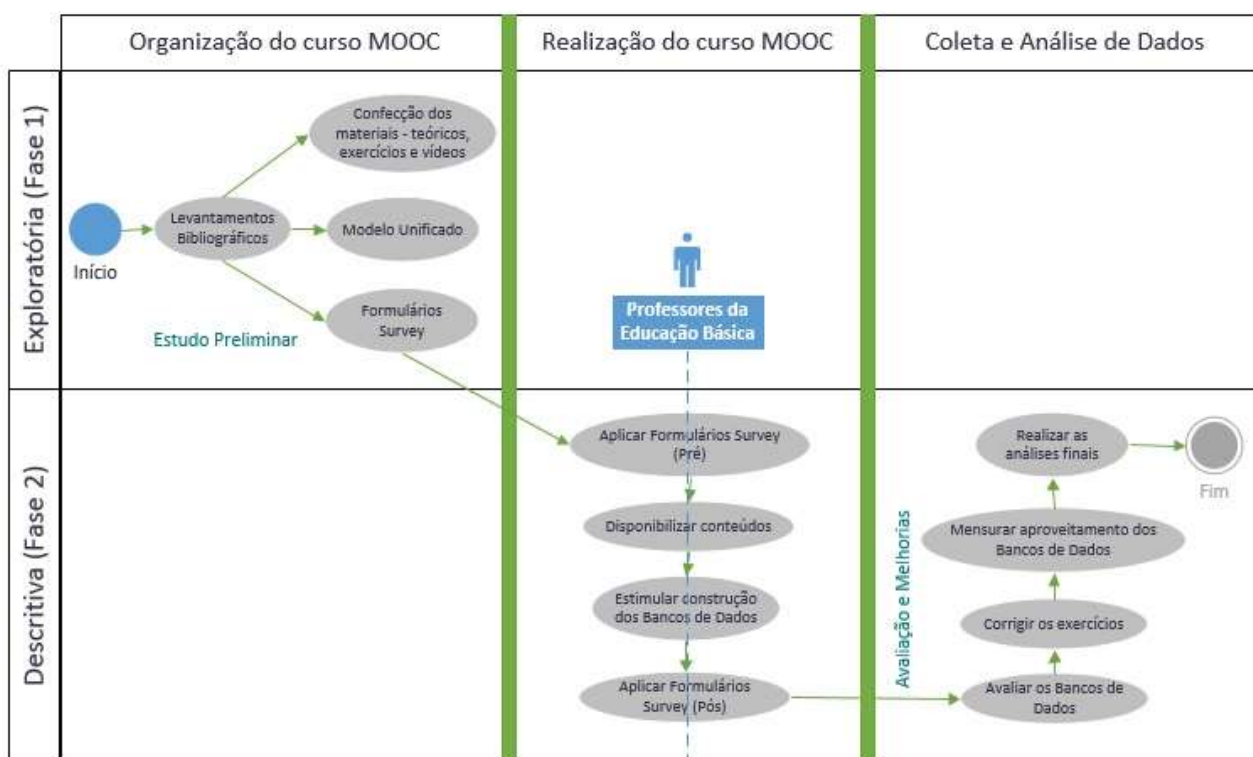 Organização do curso MOOC
Realização do curso MOOC
Coleta e Análise de Dados
Exploratória (Fase 1)
Confecção dos
materiais - teóricos,
exercícios e vídeos
Levantamentos
Bibliográficos
Modelo Unificado
Início
Formulários
Survey
Estudo Preliminar
Professores da
Educação Básica
Descritiva (Fase 2)
Aplicar Formulários Survey
(Pré)
Disponibilizar conteúdos
Estimular construção
dos Bancos de Dados
Aplicar Formulários
Survey (Pós)
Avaliação e Melhorias
Realizar as
análises finais
Fim
Mensurar aproveitamento dos
Bancos de Dados
Corrigir os exercícios
Avaliar os Bancos de
Dados